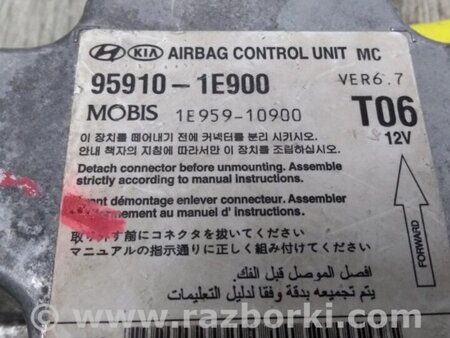 HYUNDAI KIA AIRBAG CONTROL UNIT MC
95910-1E900 VER6.7
MOBIS 1E959-10900 T06
12V
이 장치를 떼어내기 전에 커넥터를 분리 시키시오.
안내 책자의 지침에 따라서만 이 장치를 조립하십시오.
Detach connector before unmounting. Assemble
strictly according to manual instructions.
démontage enlever connecteur. Assembler
au manuel d' instructions.
取り外す前にコネクタを抜いてください
マニュアルの指示通りに正しく組み付けてください
افصل الموصل قبل الفك.
يتم تجميعه بدقة وفقا لدليل التعليمات
FORWARD
www.razborki.com